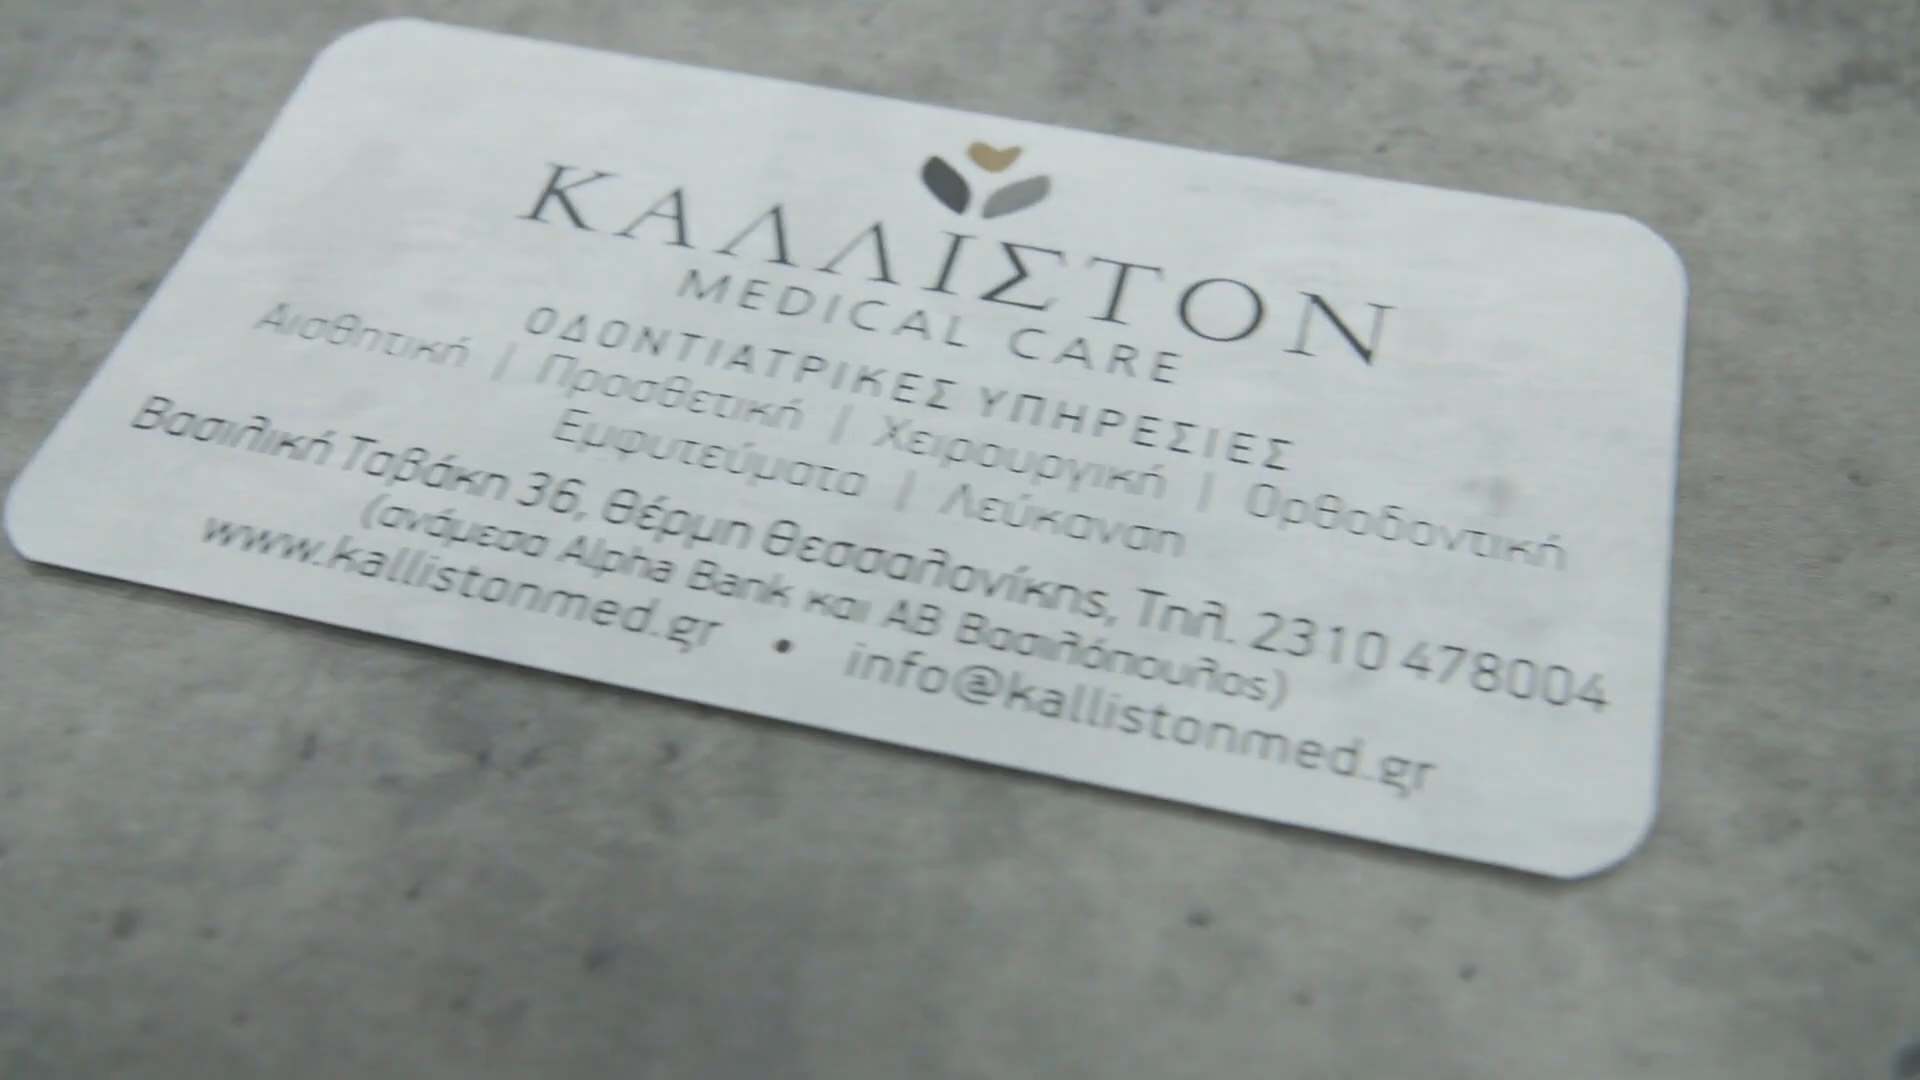 ΚΑΛΛΙΣΤΟΝ
MEDICAL CARE
ΟΔΟΝΤΙΑΤΡΙΚΕΣ ΥΠΗΡΕΣΙΕΣ
Αισθητική | Προσθετική | Χειρουργική | Ορθοδοντική
Εμφυτεύματα | Λεύκανση
Βασιλική Ταβάκη 36, Θέρμη Θεσσαλονίκης, Τηλ. 2310 478004
(ανάμεσα Alpha Bank και ΑΒ Βασιλόπουλος)
www.kallistonmed.gr • info@kallistonmed.gr